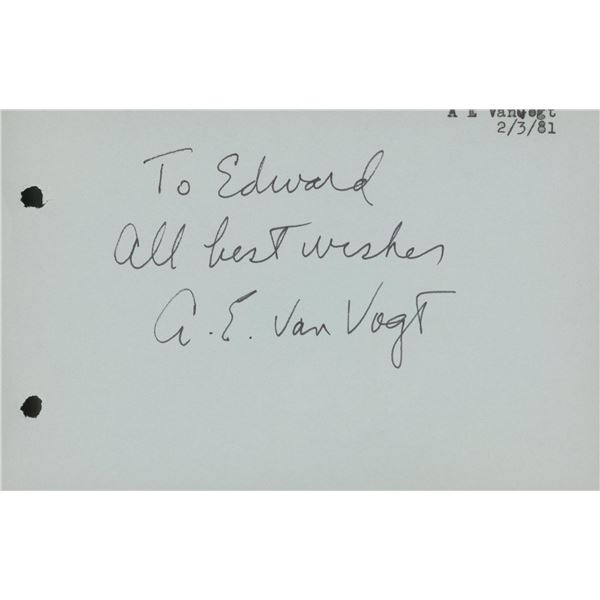 A E VanVogt
2/3/81
To Edward
All best wishes
A. E. Van Vogt